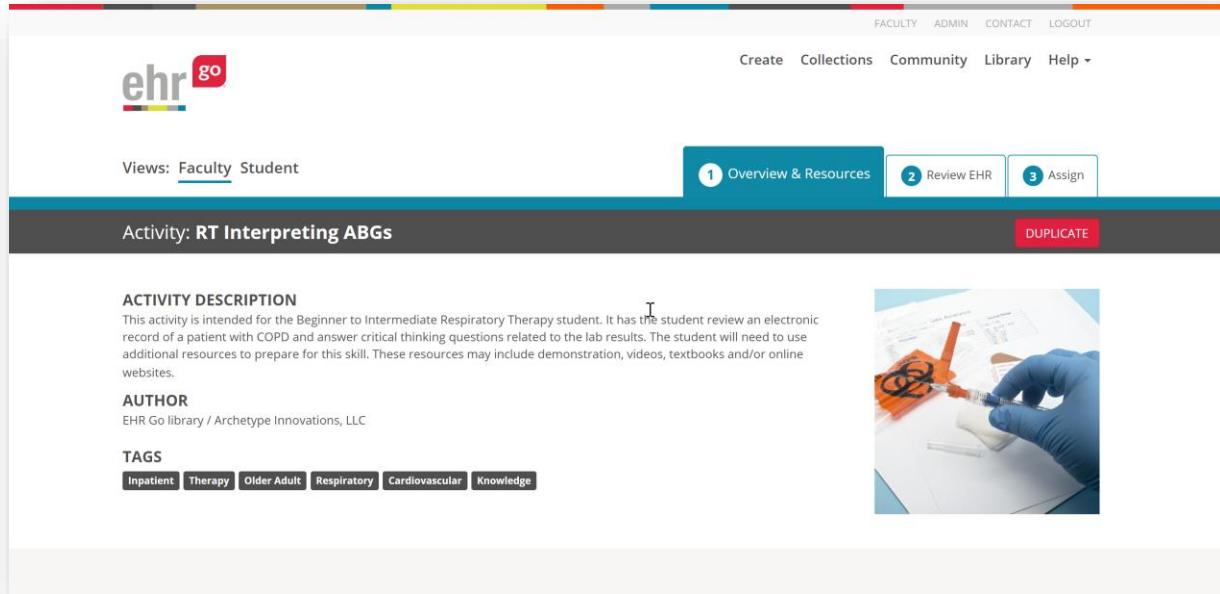 FACULTY ADMIN CONTACT LOGOUT
ehr go
Create Collections Community Library Help
Views: Faculty Student
1 Overview & Resources
2 Review EHR
3 Assign
Activity: RT Interpreting ABGs
DUPLICATE
ACTIVITY DESCRIPTION
This activity is intended for the Beginner to Intermediate Respiratory Therapy student. It has the student review an electronic
record of a patient with COPD and answer critical thinking questions related to the lab results. The student will need to use
additional resources to prepare for this skill. These resources may include demonstration, videos, textbooks and/or online
websites.
AUTHOR
EHR Go library / Archetype Innovations, LLC
TAGS
Inpatient Therapy Older Adult Respiratory Cardiovascular Knowledge